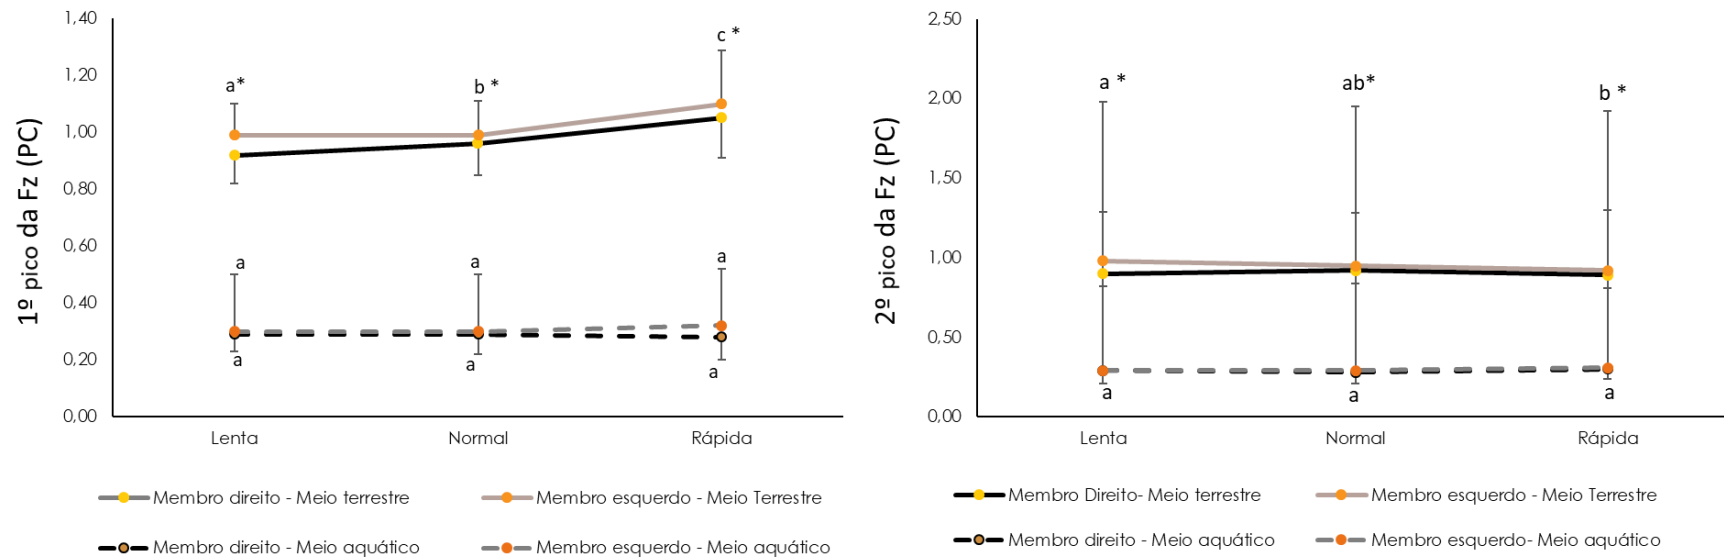 1º pico da Fz (PC)
1,40
1,20
1,00
0,80
0,60
0,40
0,20
0,00
a*
b *
c *
a
a
a
a
a
a
Lenta
Normal
Rápida
Membro direito - Meio terrestre
Membro esquerdo - Meio Terrestre
Membro direito - Meio aquático
Membro esquerdo - Meio aquático
2º pico da Fz (PC)
2,50
2,00
1,50
1,00
0,50
0,00
a *
ab*
b *
a
a
a
Lenta
Normal
Rápida
Membro Direito- Meio terrestre
Membro esquerdo - Meio Terrestre
Membro direito - Meio aquático
Membro esquerdo- Meio aquático